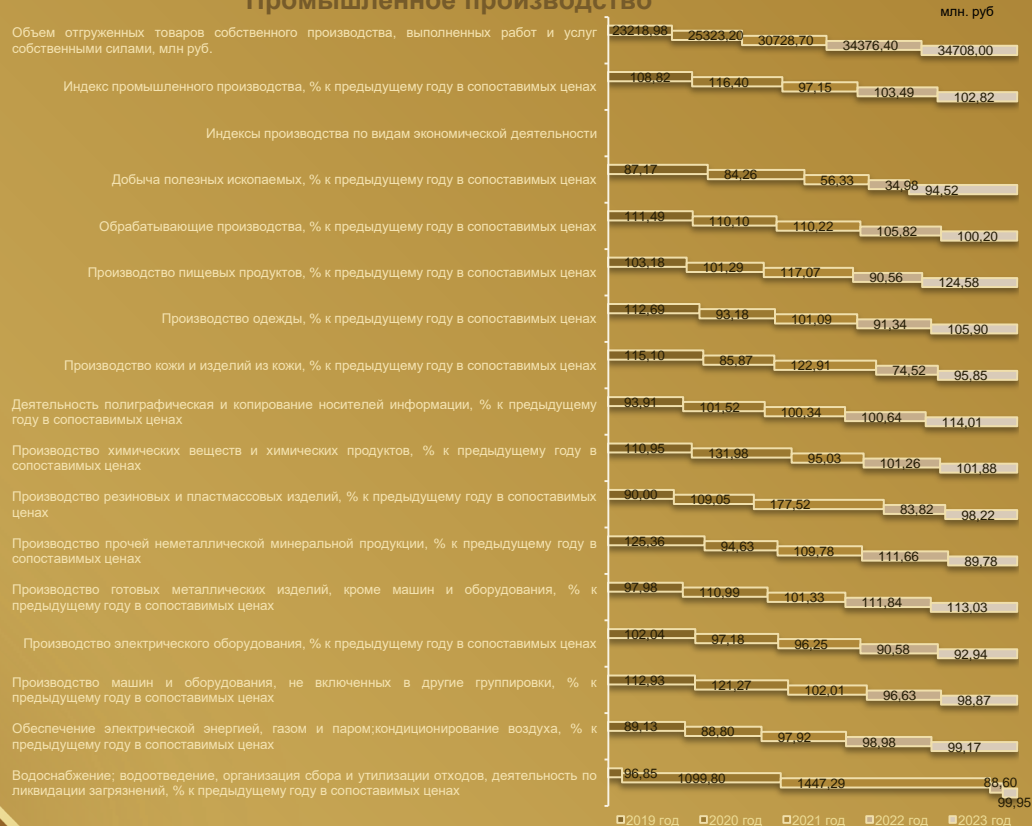 Промышленное производство
млн. руб
Объем отгруженных товаров собственного производства, выполненных работ и услуг
собственными силами, млн руб.
23218,98 25323,20 30728,70 34376,40 34708,00
Индекс промышленного производства, % к предыдущему году в сопоставимых ценах
108,82 116,40 97,15 103,49 102,82
Индексы производства по видам экономической деятельности
Добыча полезных ископаемых, % к предыдущему году в сопоставимых ценах
87,17 84,26 56,33 34,98 94,52
Обрабатывающие производства, % к предыдущему году в сопоставимых ценах
111,49 110,10 110,22 105,82 100,20
Производство пищевых продуктов, % к предыдущему году в сопоставимых ценах
103,18 101,29 117,07 90,56 124,58
Производство одежды, % к предыдущему году в сопоставимых ценах
112,69 93,18 101,09 91,34 105,90
Производство кожи и изделий из кожи, % к предыдущему году в сопоставимых ценах
115,10 85,87 122,91 74,52 95,85
Деятельность полиграфическая и копирование носителей информации, % к предыдущему
году в сопоставимых ценах
93,91 101,52 100,34 100,64 114,01
Производство химических веществ и химических продуктов, % к предыдущему году в
сопоставимых ценах
110,95 131,98 95,03 101,26 101,88
Производство резиновых и пластмассовых изделий, % к предыдущему году в сопоставимых
ценах
90,00 109,05 177,52 83,82 98,22
Производство прочей неметаллической минеральной продукции, % к предыдущему году в
сопоставимых ценах
125,36 94,63 109,78 111,66 89,78
Производство готовых металлических изделий, кроме машин и оборудования, % к
предыдущему году в сопоставимых ценах
97,98 110,99 101,33 111,84 113,03
Производство электрического оборудования, % к предыдущему году в сопоставимых ценах
102,04 97,18 96,25 90,58 92,94
Производство машин и оборудования, не включенных в другие группировки, % к
предыдущему году в сопоставимых ценах
112,93 121,27 102,01 96,63 98,87
Обеспечение электрической энергией, газом и паром;кондиционирование воздуха, % к
предыдущему году в сопоставимых ценах
89,13 88,80 97,92 98,98 99,17
Водоснабжение; водоотведение, организация сбора и утилизации отходов, деятельность по
ликвидации загрязнений, % к предыдущему году в сопоставимых ценах
96,85 1099,80 1447,29 88,60 99,95
2019 год 2020 год 2021 год 2022 год 2023 год